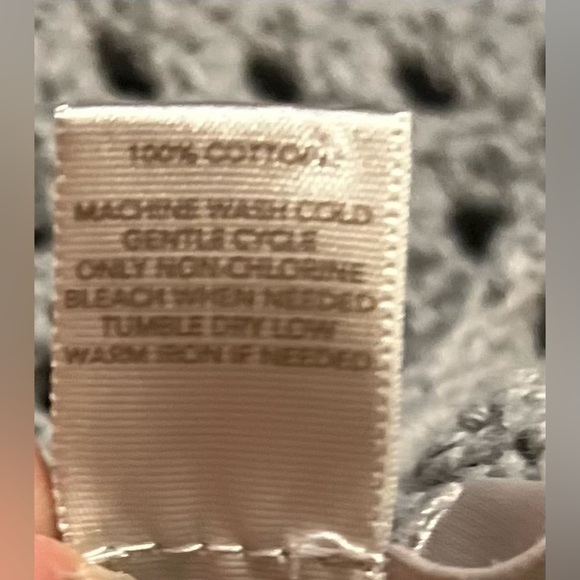 100% COTTON
MACHINE WASH COLD
GENTLE CYCLE
ONLY NON-CHLORINE
BLEACH WHEN NEEDED
TUMBLE DRY LOW
WARM IRON IF NEEDED